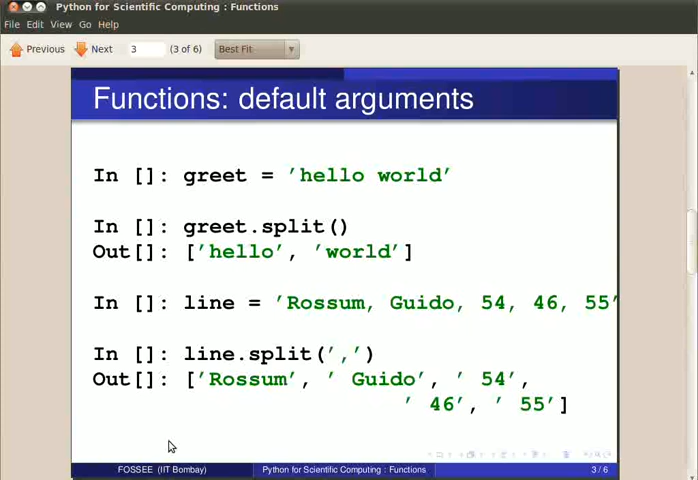 Python for Scientific Computing : Functions
File Edit View Go Help
Previous Next 3 (3 of 6) Best Fit
Functions: default arguments
In []: greet = 'hello world'
In []: greet.split()
Out[]: ['hello', 'world']
In []: line = 'Rossum, Guido, 54, 46, 55'
In []: line.split(',')
Out[]: ['Rossum', ' Guido', ' 54',
' 46', ' 55']
FOSSEE (IIT Bombay) Python for Scientific Computing : Functions 3 / 6